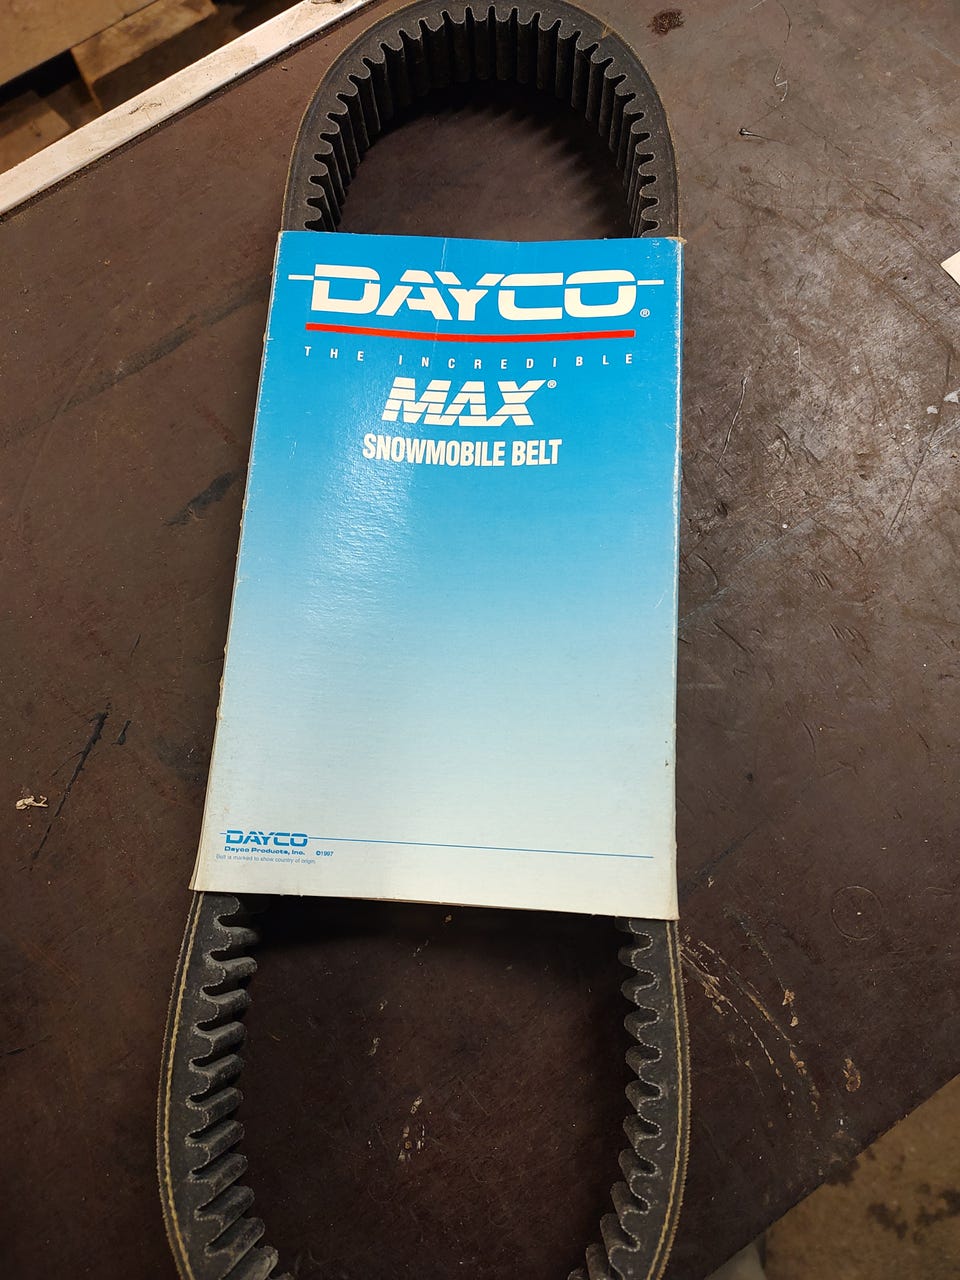 DAYCO®
THE INCREDIBLE
MAX®
SNOWMOBILE BELT
DAYCO
Dayco Products, Inc. ©1997
Belt is marked to show country of origin.